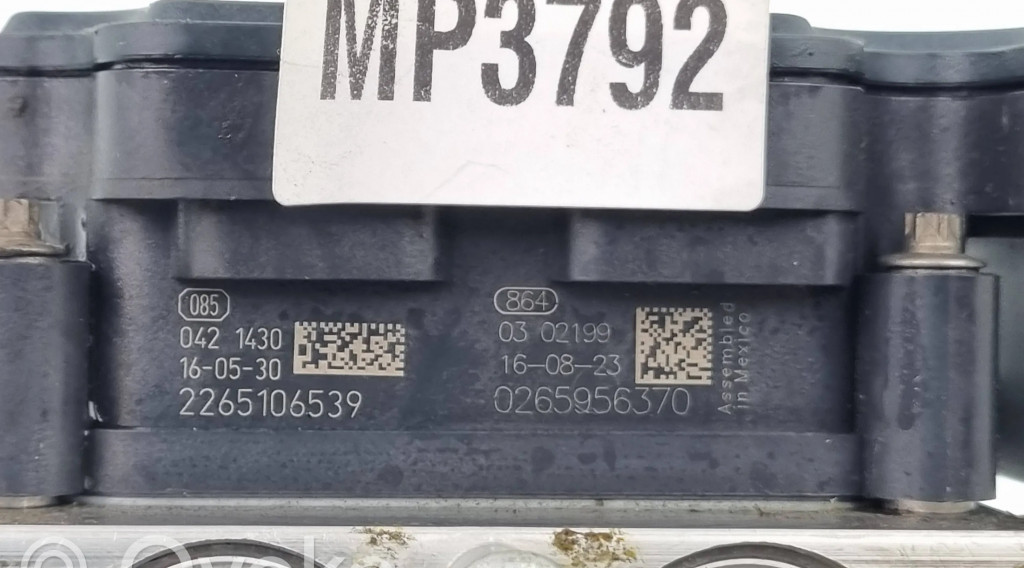 MP3792
085
042 1430
16-05-30
2265106539
864
03 02199
16-08-23
0265956370
Assembled
in Mexico